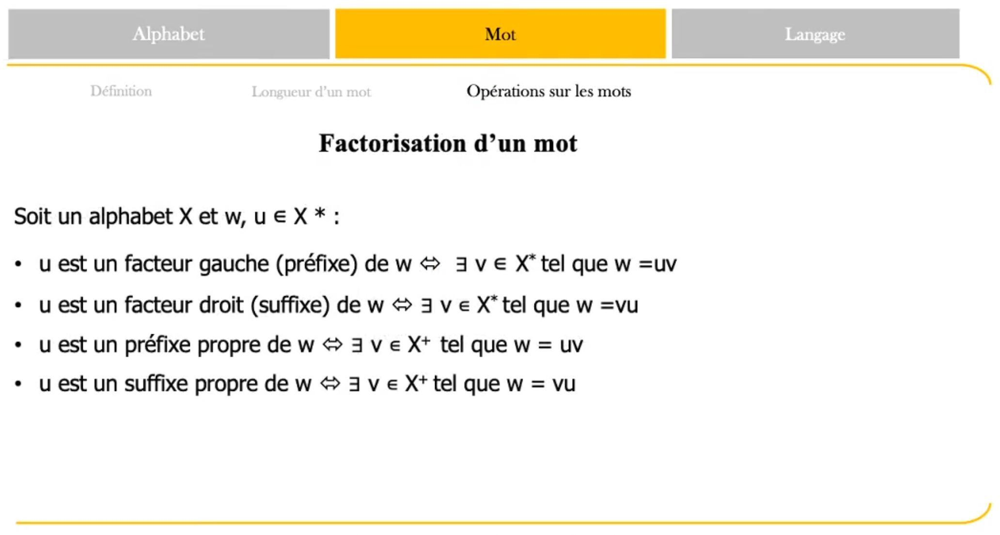 Alphabet
Mot
Langage
Définition
Longueur d’un mot
Opérations sur les mots
Factorisation d’un mot
Soit un alphabet X et w, u ∈ X * :
• u est un facteur gauche (préfixe) de w ⇔ ∃ v ∈ X* tel que w =uv
• u est un facteur droit (suffixe) de w ⇔ ∃ v ∈ X* tel que w =vu
• u est un préfixe propre de w ⇔ ∃ v ∈ X⁺ tel que w = uv
• u est un suffixe propre de w ⇔ ∃ v ∈ X⁺ tel que w = vu